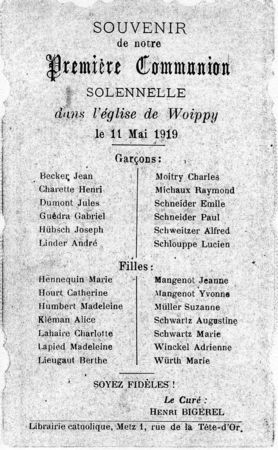 SOUVENIR
de notre
Première Communion
SOLENNELLE
dans l'église de Woippy
le 11 Mai 1919
Garçons:
Becker Jean
Charette Henri
Dumont Jules
Guédra Gabriel
Hübsch Joseph
Linder André
Moitry Charles
Michaux Raymond
Schneider Emile
Schneider Paul
Schweitzer Alfred
Schlouppe Lucien
Filles:
Hennequin Marie
Hourt Catherine
Humbert Madeleine
Kléman Alice
Lahaire Charlotte
Lapied Madeleine
Lieugaut Berthe
Mangenot Jeanne
Mangenot Yvonne
Müller Suzanne
Schwartz Augustine
Schwartz Marie
Winckel Adrienne
Würth Marie
SOYEZ FIDÈLES !
Le Curé :
HENRI BIGEREL
Librairie catholique, Metz 1, rue de la Tête-d'Or.